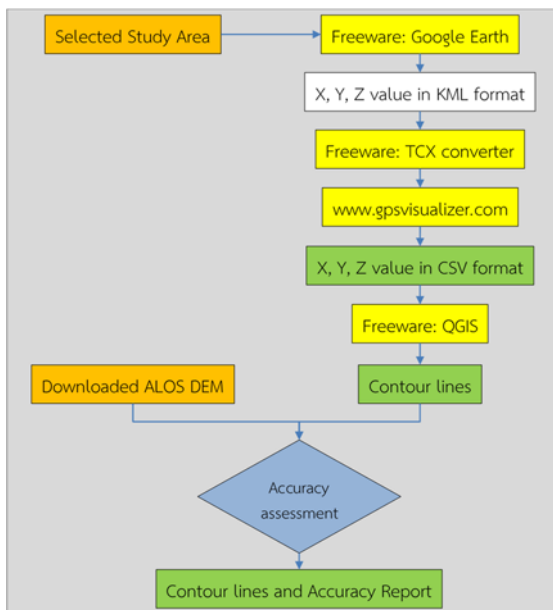 Selected Study Area
Freeware: Google Earth
X, Y, Z value in KML format
Freeware: TCX converter
www.gpsvisualizer.com
X, Y, Z value in CSV format
Freeware: QGIS
Downloaded ALOS DEM
Contour lines
Accuracy
assessment
Contour lines and Accuracy Report